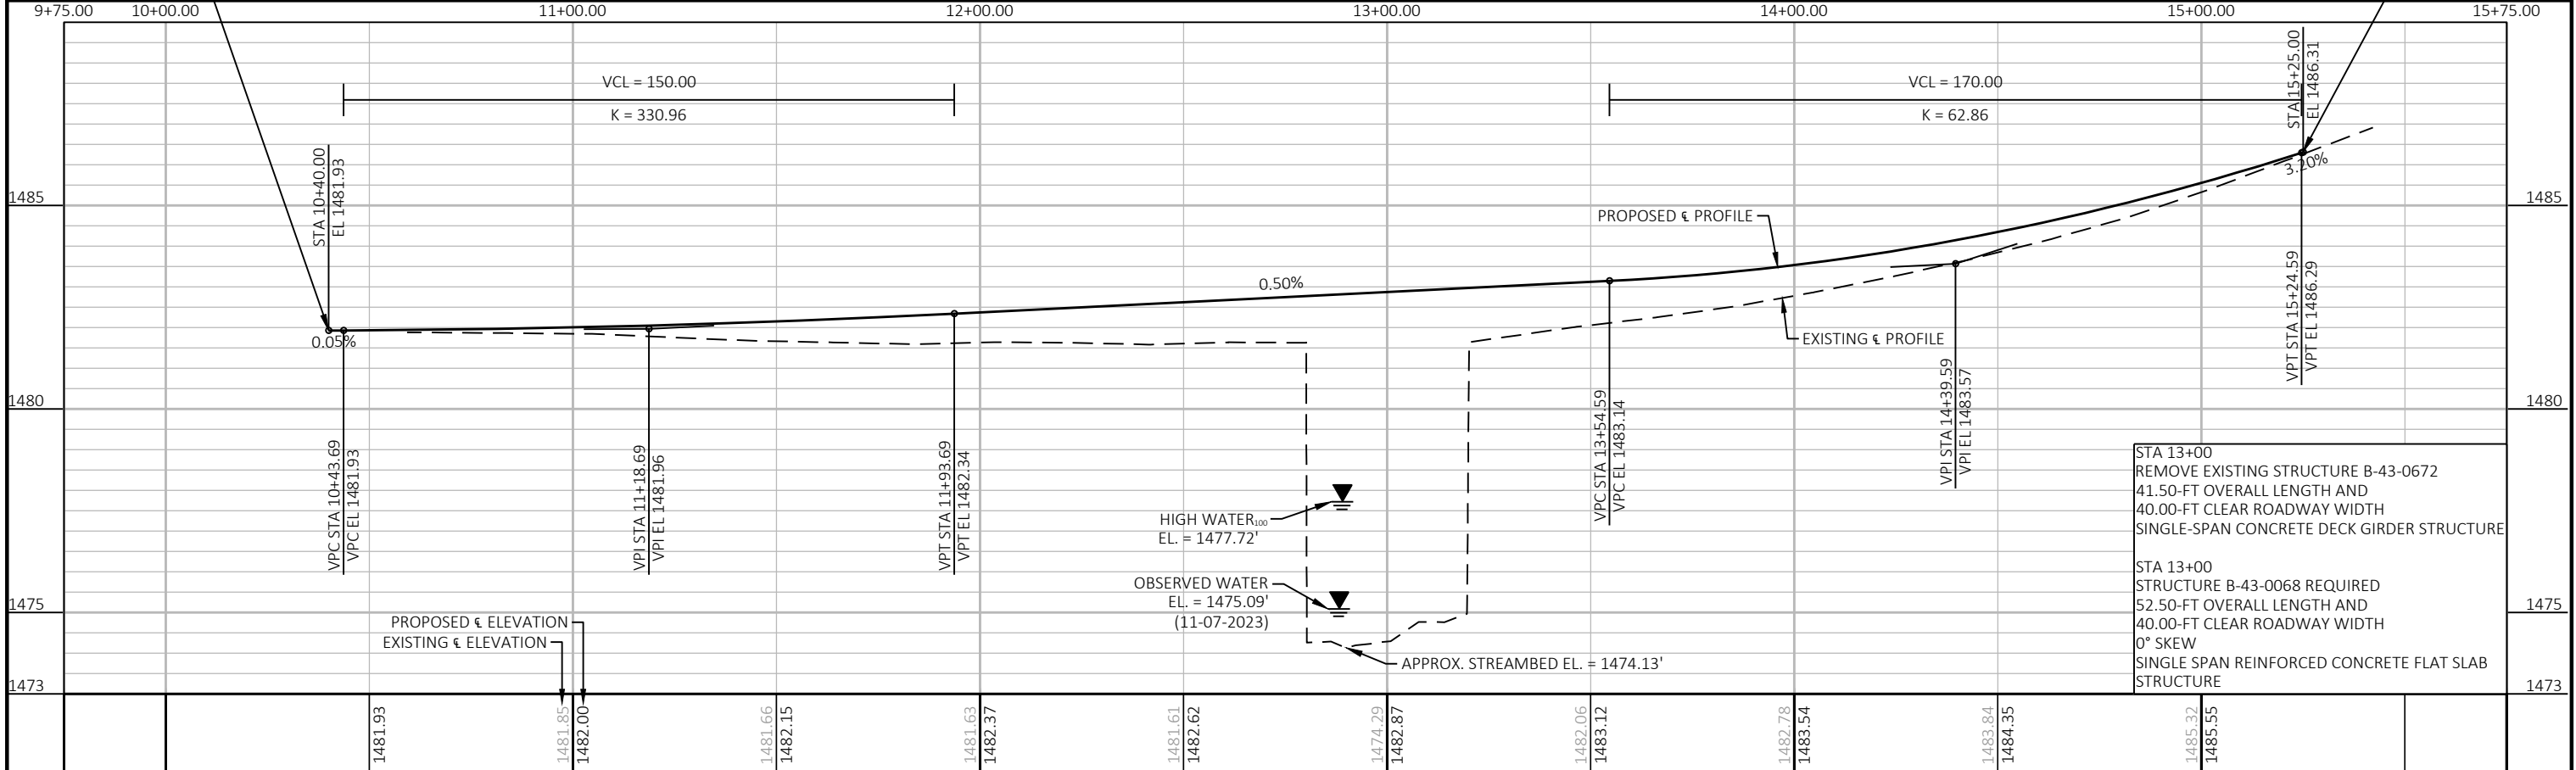 9+75.00
10+00.00
11+00.00
12+00.00
13+00.00
14+00.00
15+00.00
15+75.00
VCL = 150.00
K = 330.96
VCL = 170.00
K = 62.86
STA 15+25.00
EL 1486.31
STA 10+40.00
EL 1481.93
3.20%
1485
1485
PROPOSED ℄ PROFILE
0.50%
EXISTING ℄ PROFILE
0.05%
VPT STA 15+24.59
VPT EL 1486.29
VPI STA 14+39.59
VPI EL 1483.57
VPC STA 13+54.59
VPC EL 1483.14
1480
1480
VPC STA 10+43.69
VPC EL 1481.93
VPI STA 11+18.69
VPI EL 1481.96
VPT STA 11+93.69
VPT EL 1482.34
HIGH WATER₁₀₀
EL. = 1477.72'
OBSERVED WATER
EL. = 1475.09'
(11-07-2023)
APPROX. STREAMBED EL. = 1474.13'
STA 13+00
REMOVE EXISTING STRUCTURE B-43-0672
41.50-FT OVERALL LENGTH AND
40.00-FT CLEAR ROADWAY WIDTH
SINGLE-SPAN CONCRETE DECK GIRDER STRUCTURE
STA 13+00
STRUCTURE B-43-0068 REQUIRED
52.50-FT OVERALL LENGTH AND
40.00-FT CLEAR ROADWAY WIDTH
0° SKEW
SINGLE SPAN REINFORCED CONCRETE FLAT SLAB
STRUCTURE
1475
1475
PROPOSED ℄ ELEVATION
EXISTING ℄ ELEVATION
1473
1473
1481.93
1481.85
1482.00
1481.66
1482.15
1481.63
1482.37
1481.61
1482.62
1474.29
1482.87
1482.06
1483.12
1482.78
1483.54
1483.84
1484.35
1485.32
1485.55